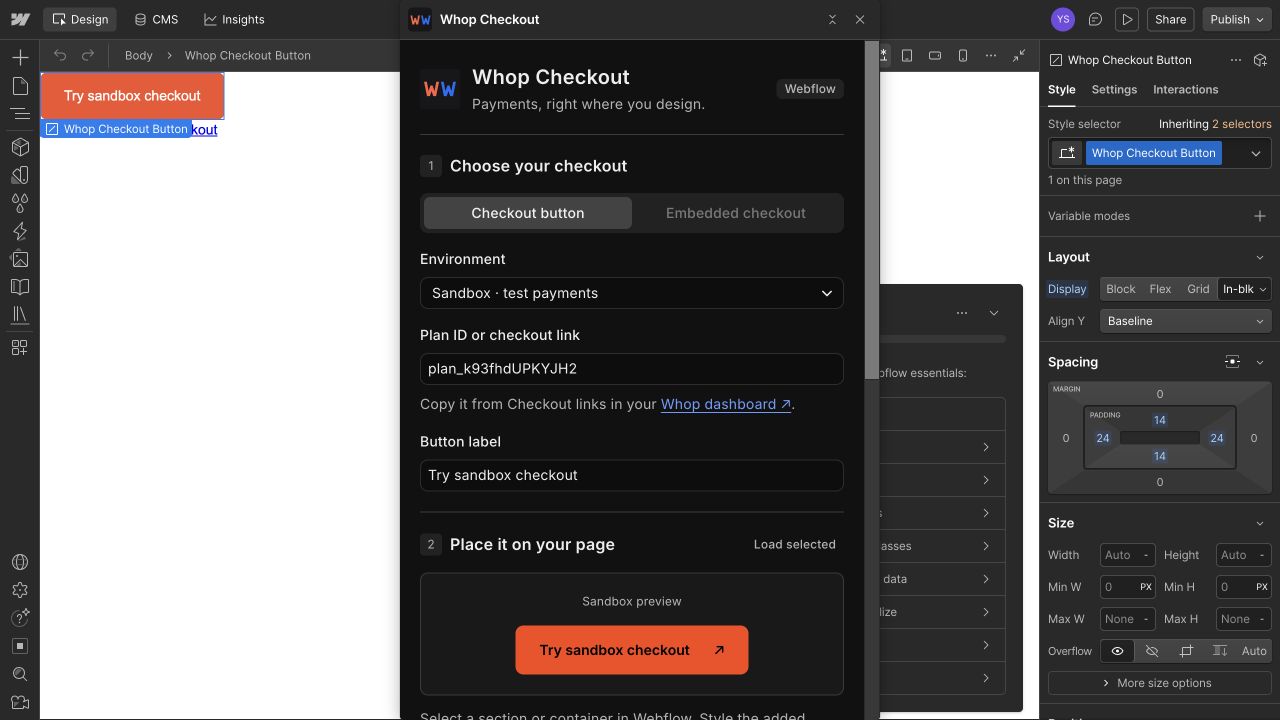 Design
CMS
Insights
WW Whop Checkout
YS
Share
Publish
Body
Whop Checkout Button
Whop Checkout Button
Try sandbox checkout
Whop Checkout Button
kout
WW
Whop Checkout
Payments, right where you design.
Webflow
1 Choose your checkout
Checkout button
Embedded checkout
Environment
Sandbox · test payments
Plan ID or checkout link
plan_k93fhdUPKYJH2
Copy it from Checkout links in your Whop dashboard ↗.
Button label
Try sandbox checkout
2 Place it on your page
Load selected
Sandbox preview
Try sandbox checkout ↗
Select a section or container in Webflow. Style the added
flow essentials:
asses
data
lize
Style
Settings
Interactions
Style selector
Inheriting 2 selectors
Whop Checkout Button
1 on this page
Variable modes
Layout
Display Block Flex Grid In-blk
Align Y Baseline
Spacing
MARGIN
0
PADDING
14
0 24 24 0
14
0
Size
Width Auto - Height Auto -
Min W 0 PX Min H 0 PX
Max W None - Max H None -
Overflow Auto
More size options